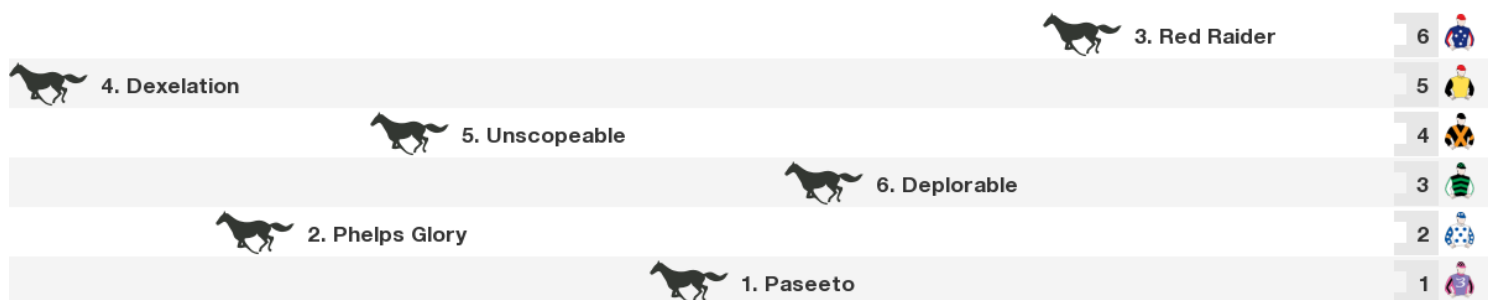 3. Red Raider 6
4. Dexelation 5
5. Unscopeable 4
6. Deplorable 3
2. Phelps Glory 2
1. Paseeto 1 3